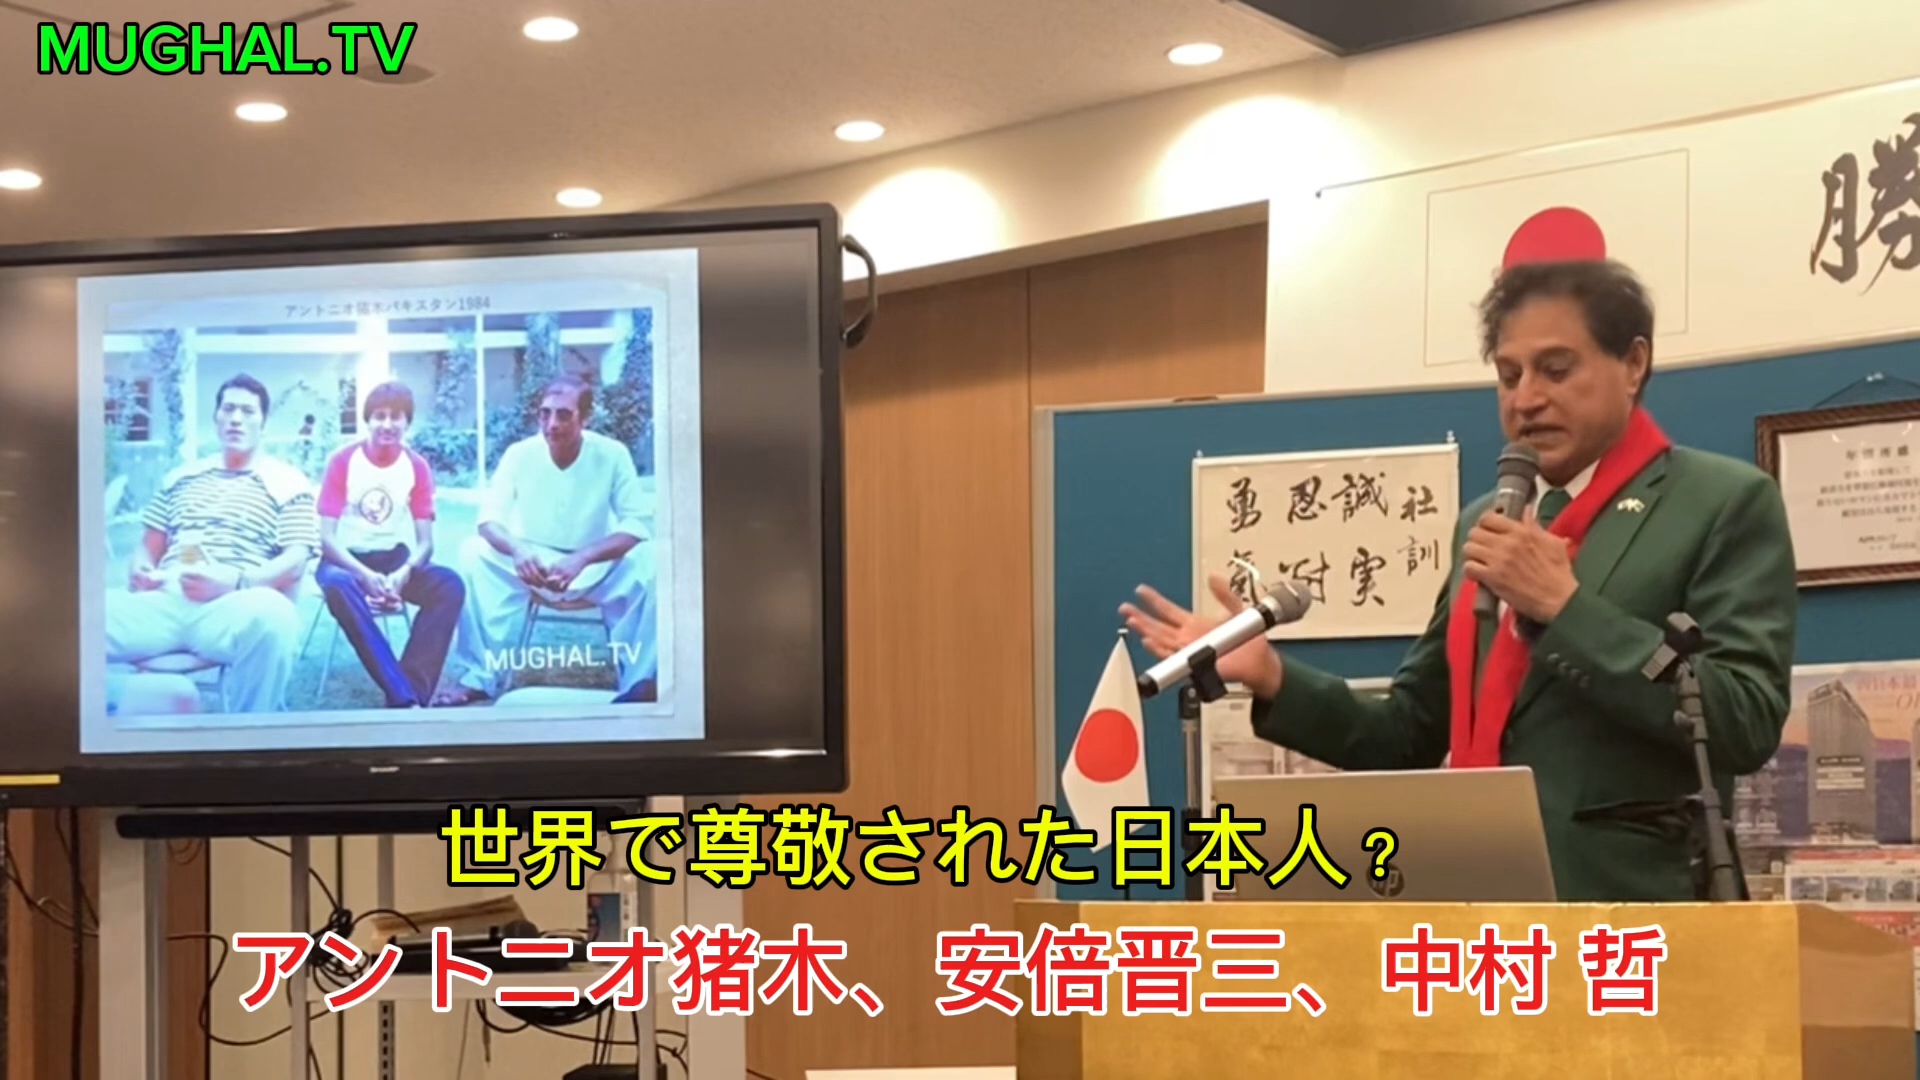 MUGHAL.TV
アントニオ猪木パキスタン1984
MUGHAL.TV
勝
社訓
誠実
忍耐
勇気
世界で尊敬された日本人?
アントニオ猪木、安倍晋三、中村 哲